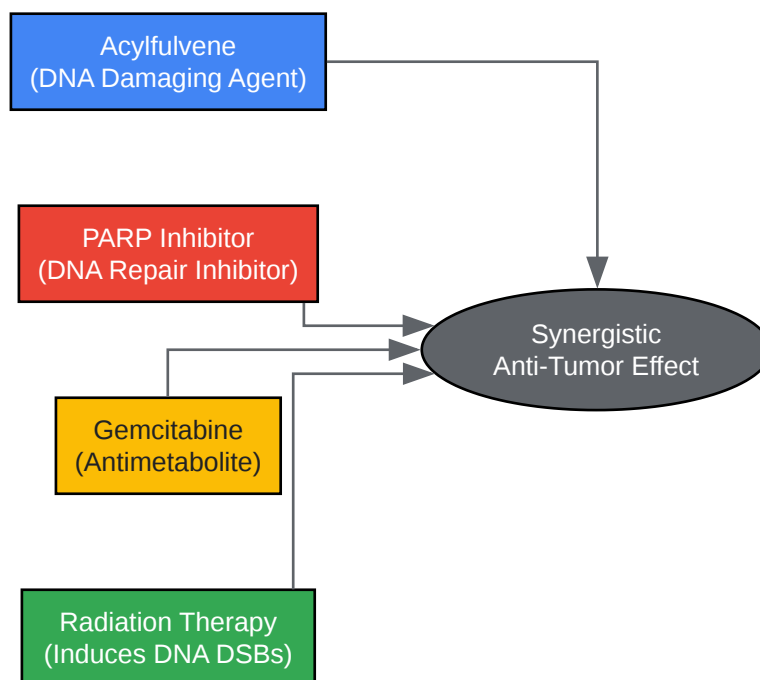 Acylfulvene
(DNA Damaging Agent)
PARP Inhibitor
(DNA Repair Inhibitor)
Synergistic
Anti-Tumor Effect
Gemcitabine
(Antimetabolite)
Radiation Therapy
(Induces DNA DSBs)